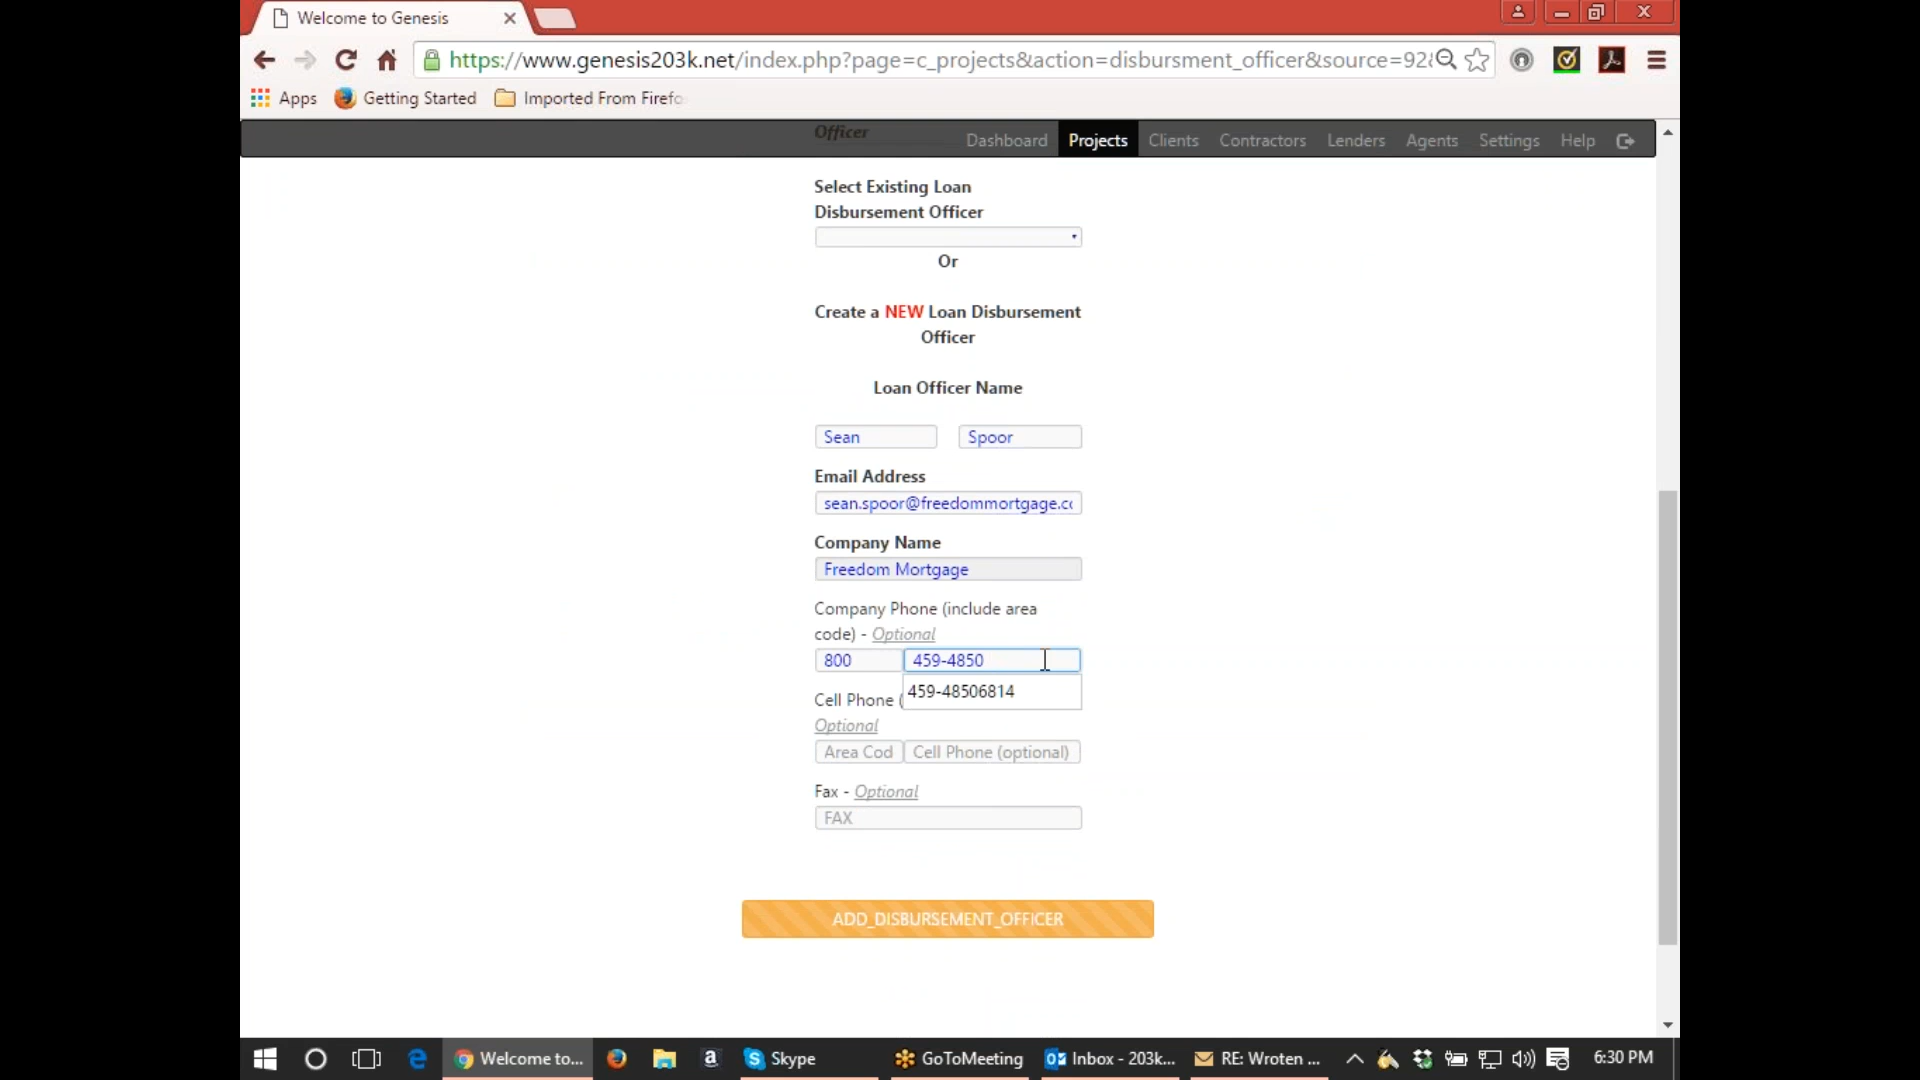 Welcome to Genesis
https://www.genesis203k.net/index.php?page=c_projects&action=disbursment_officer&source=92
Apps Getting Started Imported From Firefo
Officer
Dashboard Projects Clients Contractors Lenders Agents Settings Help
Select Existing Loan
Disbursement Officer
Or
Create a NEW Loan Disbursement
Officer
Loan Officer Name
Sean Spoor
Email Address
sean.spoor@freedommortgage.co
Company Name
Freedom Mortgage
Company Phone (include area
code) - Optional
800 459-4850
459-48506814
Cell Phone (
Optional
Area Cod Cell Phone (optional)
Fax - Optional
FAX
ADD_DISBURSEMENT_OFFICER
Welcome to... Skype GoToMeeting Inbox - 203k... RE: Wroten ... 6:30 PM